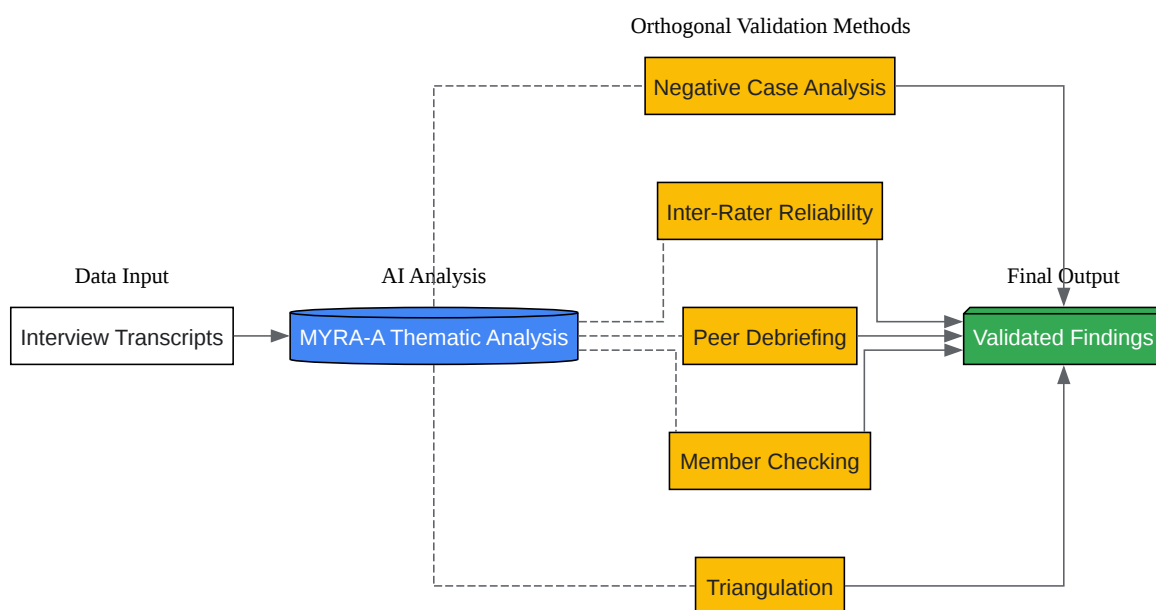 Orthogonal Validation Methods
Negative Case Analysis
Inter-Rater Reliability
Data Input
AI Analysis
Final Output
Interview Transcripts
MYRA-A Thematic Analysis
Peer Debriefing
Validated Findings
Member Checking
Triangulation